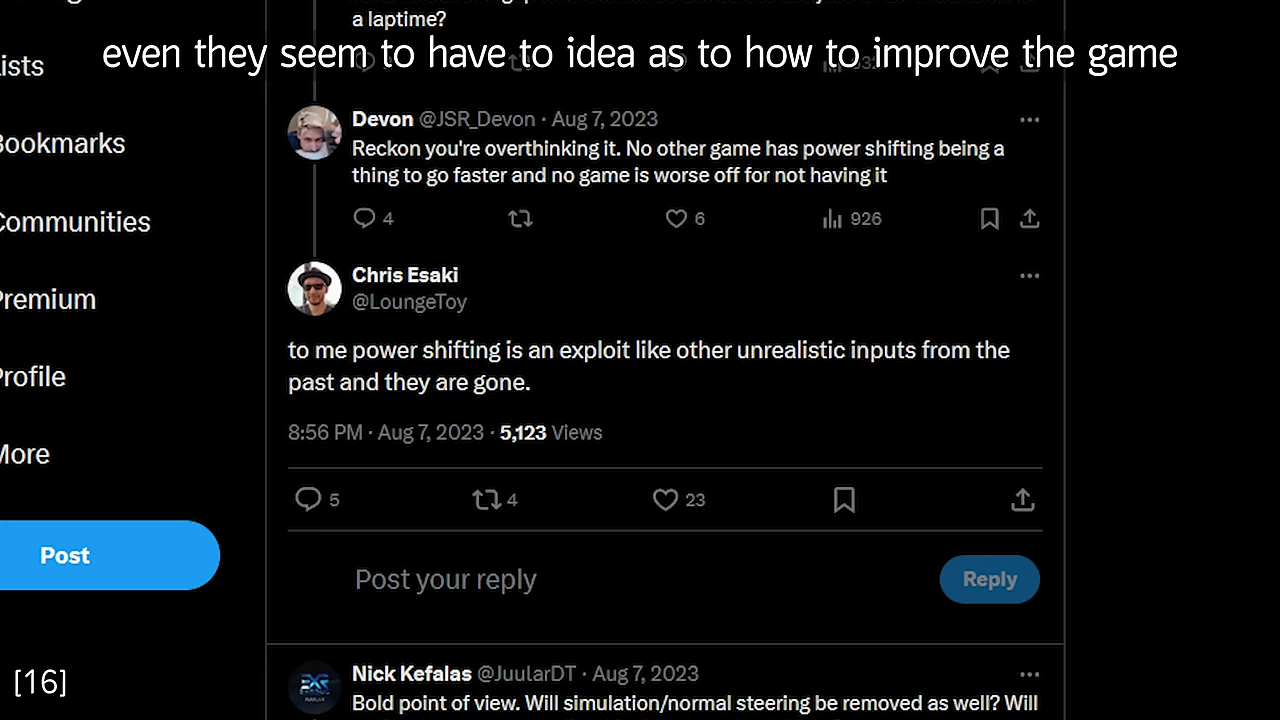 a laptime?
even they seem to have to idea as to how to improve the game
Lists
Devon @JSR_Devon · Aug 7, 2023
Bookmarks
Reckon you're overthinking it. No other game has power shifting being a
thing to go faster and no game is worse off for not having it
Communities
4 6 926
Chris Esaki
@LoungeToy
Premium
to me power shifting is an exploit like other unrealistic inputs from the
past and they are gone.
Profile
8:56 PM · Aug 7, 2023 · 5,123 Views
More
5 4 23
Post
Post your reply
Reply
[16]
Nick Kefalas @JuularDT · Aug 7, 2023
Bold point of view. Will simulation/normal steering be removed as well? Will